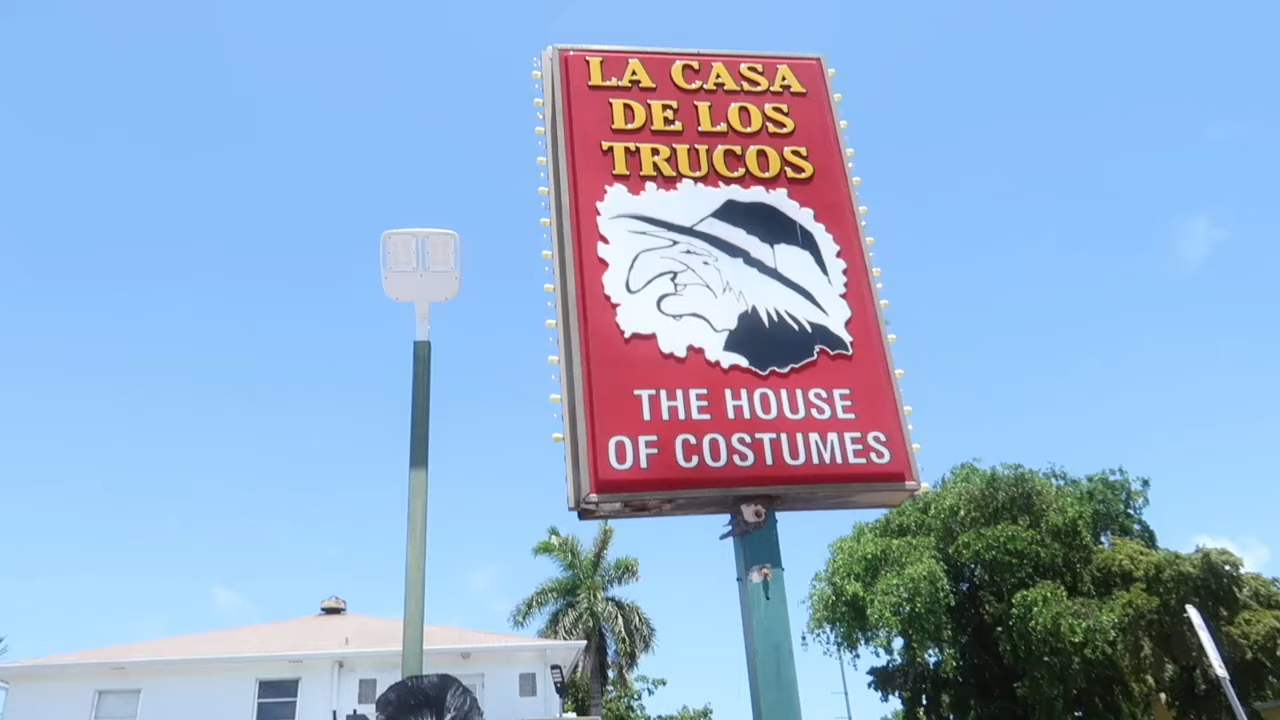 LA CASA
DE LOS
TRUCOS
THE HOUSE
OF COSTUMES